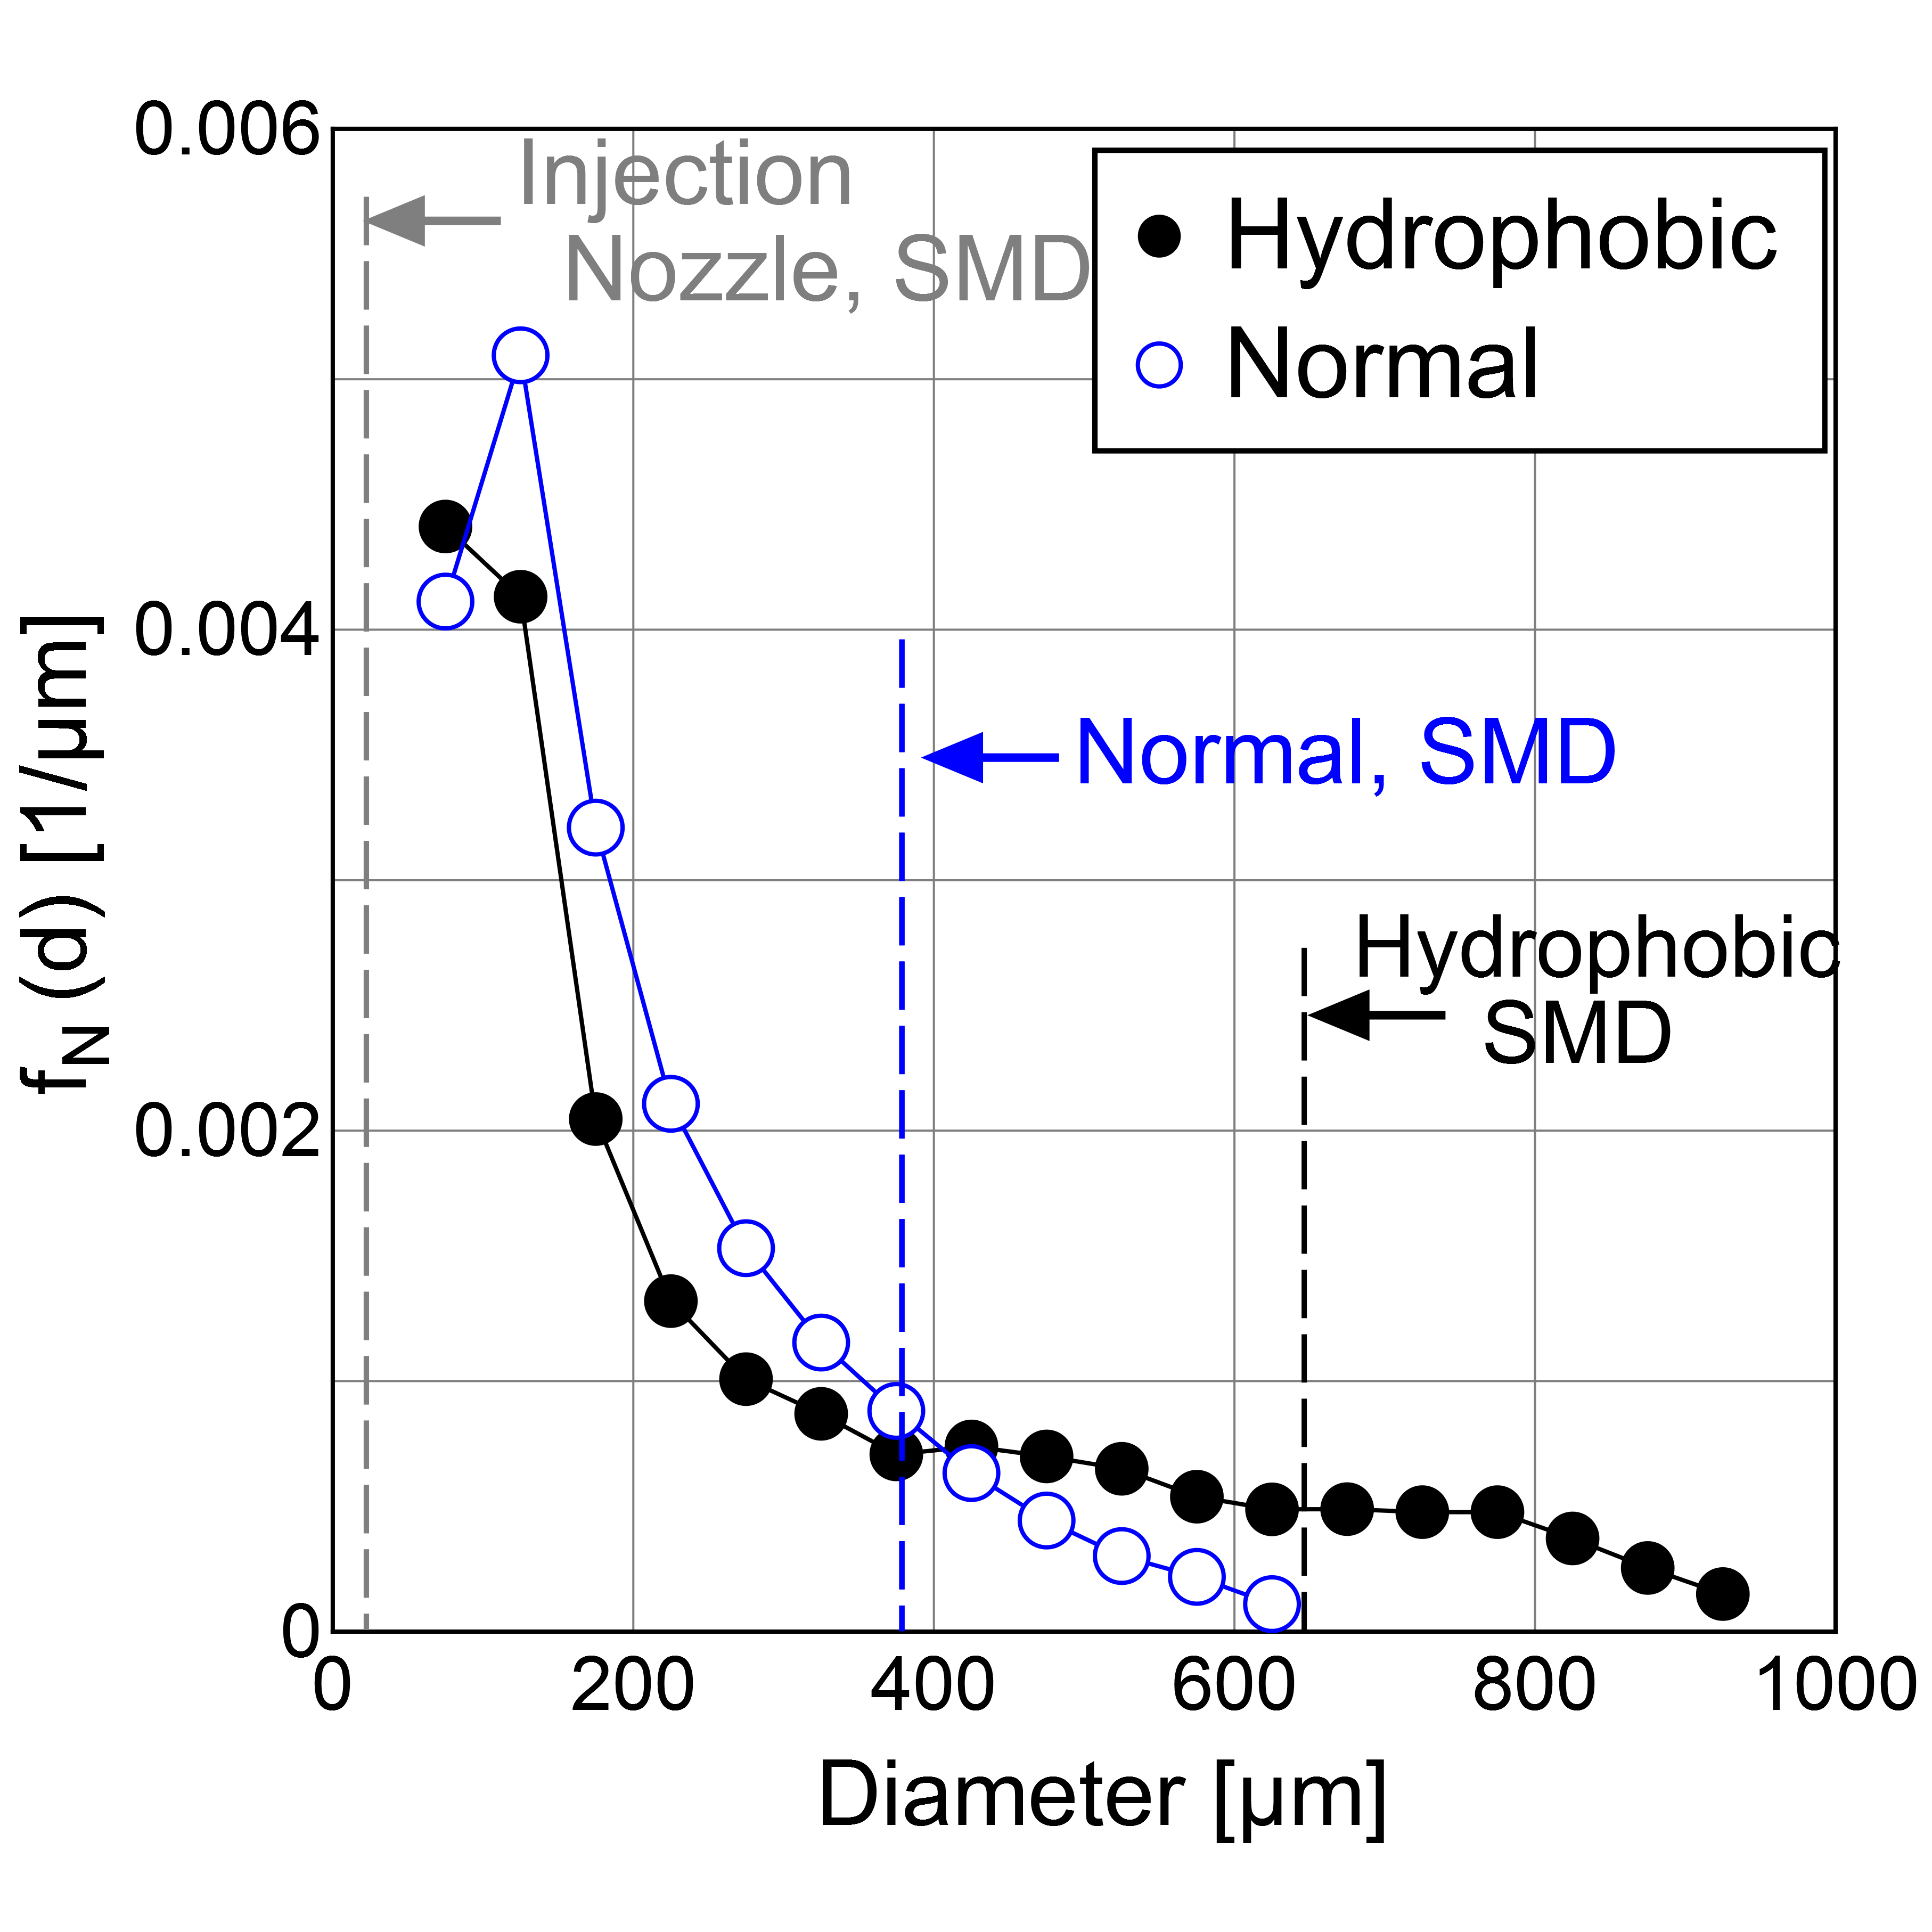 0.006
Injection
Nozzle, SMD
Hydrophobic
Normal
0.004
Normal, SMD
Hydrophobic
SMD
0.002
0
0 200 400 600 800 1000
Diameter [µm]
fN (d) [1/µm]